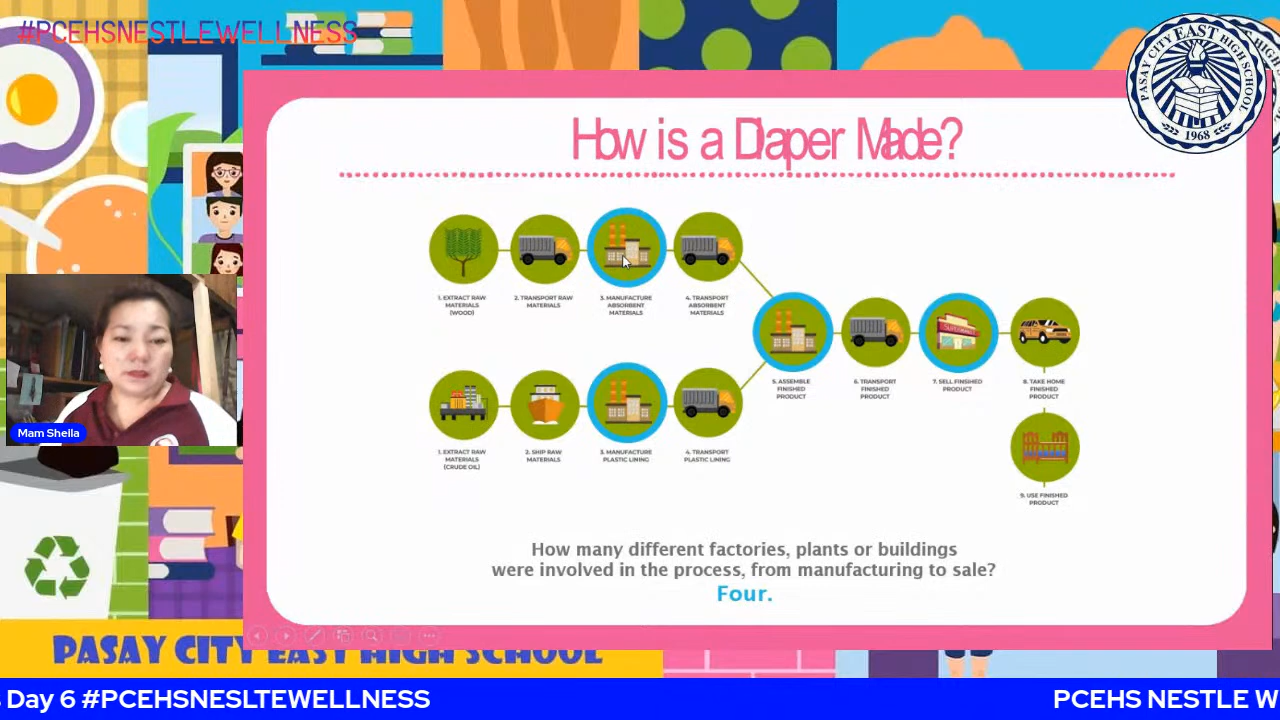 #PCEHSNESTLEWELLNESS
PASAY CITY EAST HIGH SCHOOL
1968
How is a Diaper Made?
1. EXTRACT RAW
MATERIALS
(WOOD)
2. TRANSPORT RAW
MATERIALS
3. MANUFACTURE
ABSORBENT
MATERIALS
4. TRANSPORT
ABSORBENT
MATERIALS
1. EXTRACT RAW
MATERIALS
(CRUDE OIL)
2. SHIP RAW
MATERIALS
3. MANUFACTURE
PLASTIC LINING
4. TRANSPORT
PLASTIC LINING
5. ASSEMBLE
FINISHED
PRODUCT
6. TRANSPORT
FINISHED
PRODUCT
7. SELL FINISHED
PRODUCT
8. TAKE HOME
FINISHED
PRODUCT
9. USE FINISHED
PRODUCT
How many different factories, plants or buildings
were involved in the process, from manufacturing to sale?
Four.
Mam Sheila
PASAY CITY EAST HIGH SCHOOL
Day 6 #PCEHSNESLTEWELLNESS
PCEHS NESTLE W